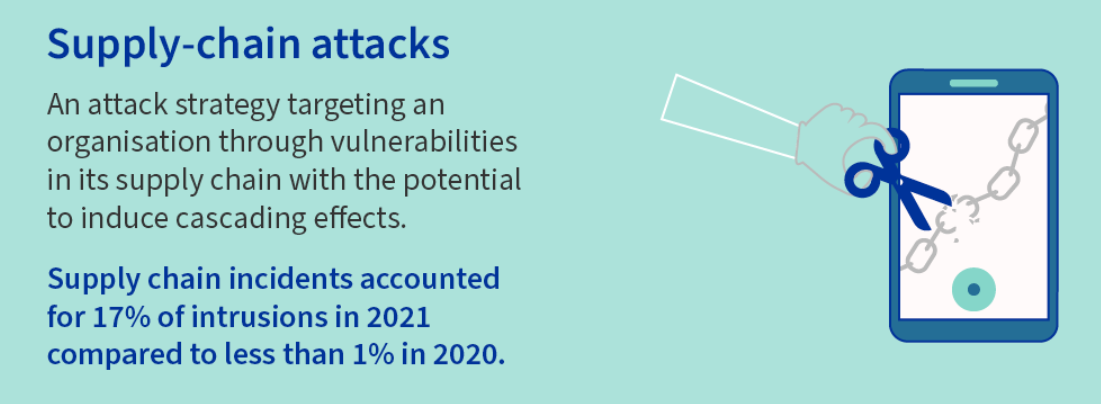 Supply-chain attacks
An attack strategy targeting an
organisation through vulnerabilities
in its supply chain with the potential
to induce cascading effects.
Supply chain incidents accounted
for 17% of intrusions in 2021
compared to less than 1% in 2020.